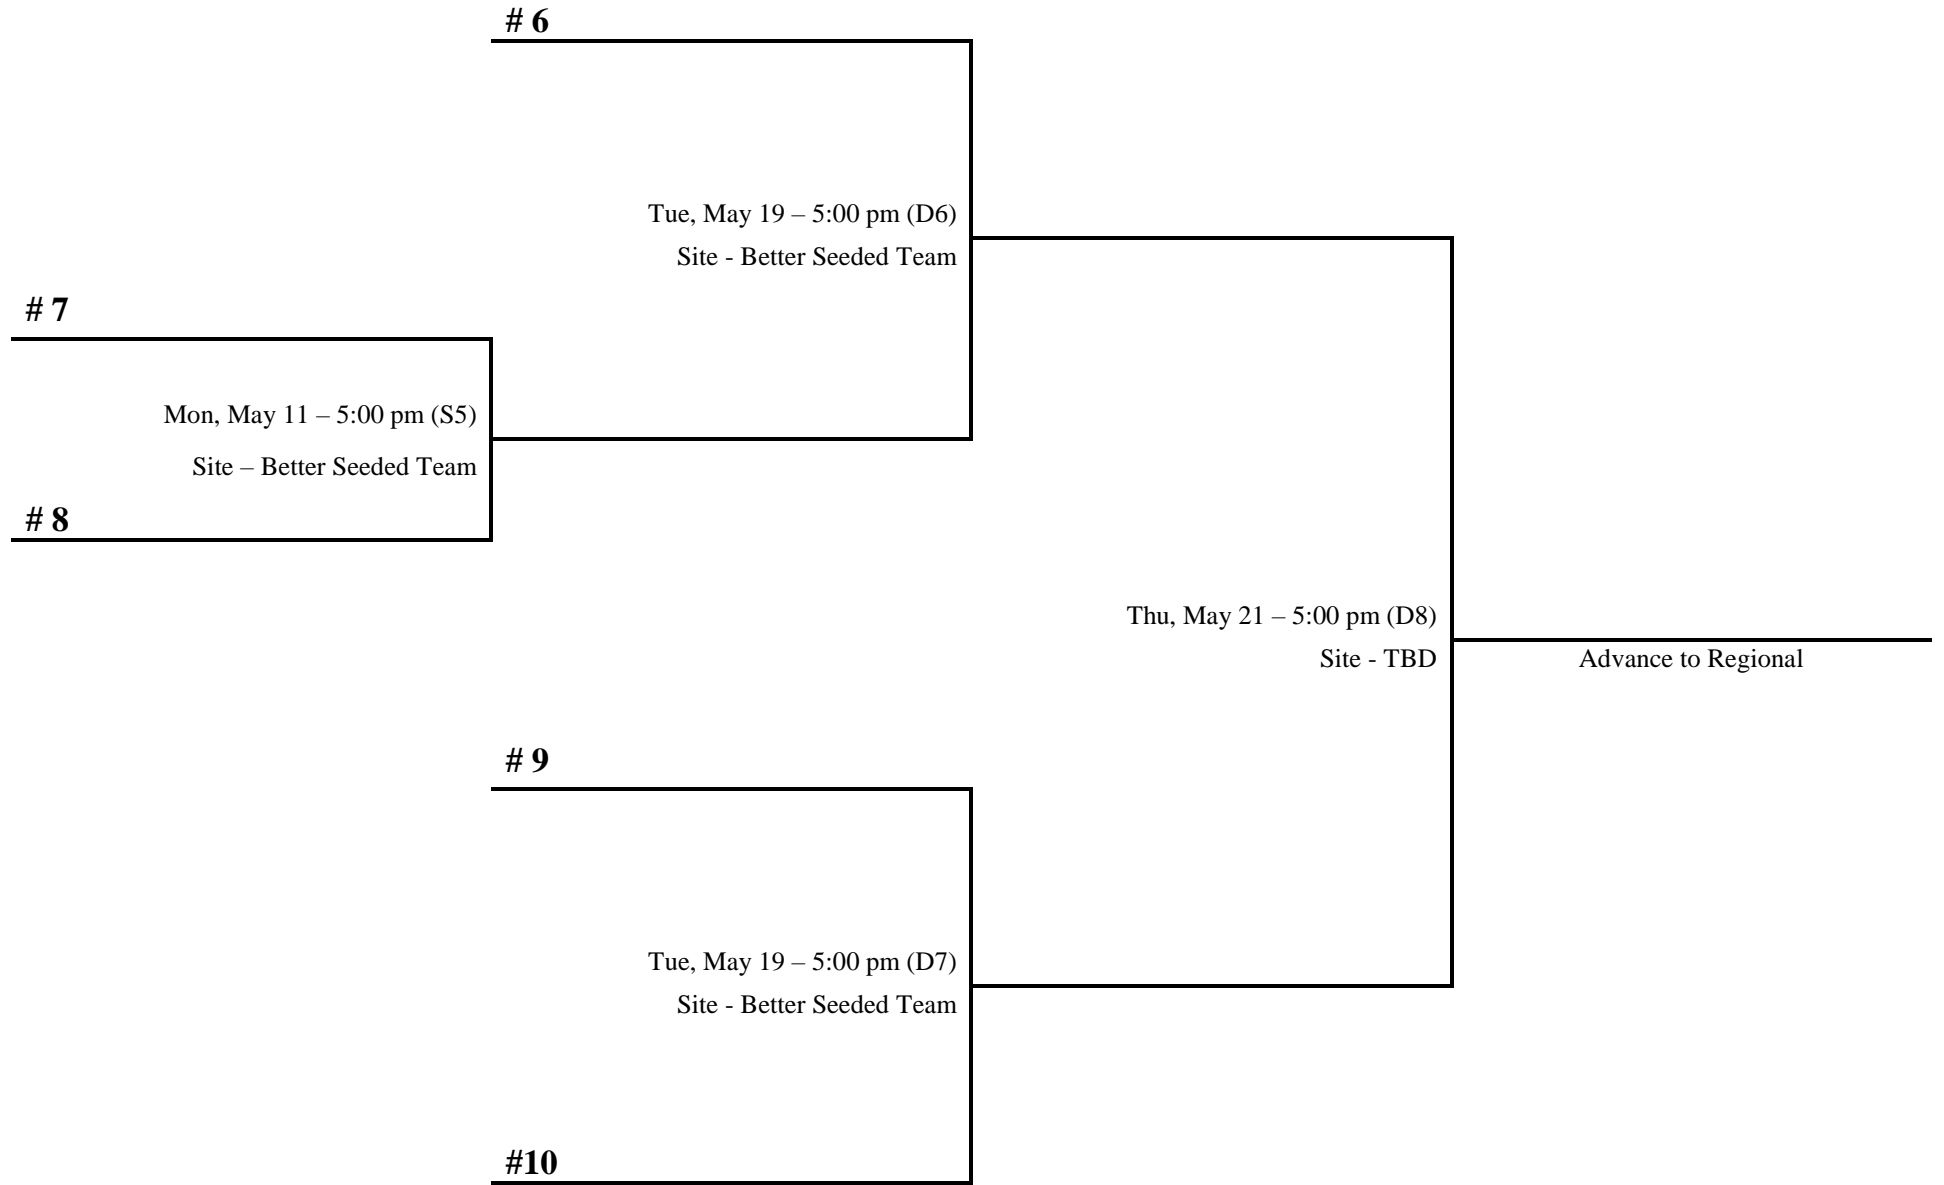 # 6
Tue, May 19 – 5:00 pm (D6)
Site - Better Seeded Team
# 7
Mon, May 11 – 5:00 pm (S5)
Site – Better Seeded Team
# 8
Thu, May 21 – 5:00 pm (D8)
Site - TBD
Advance to Regional
# 9
Tue, May 19 – 5:00 pm (D7)
Site - Better Seeded Team
#10